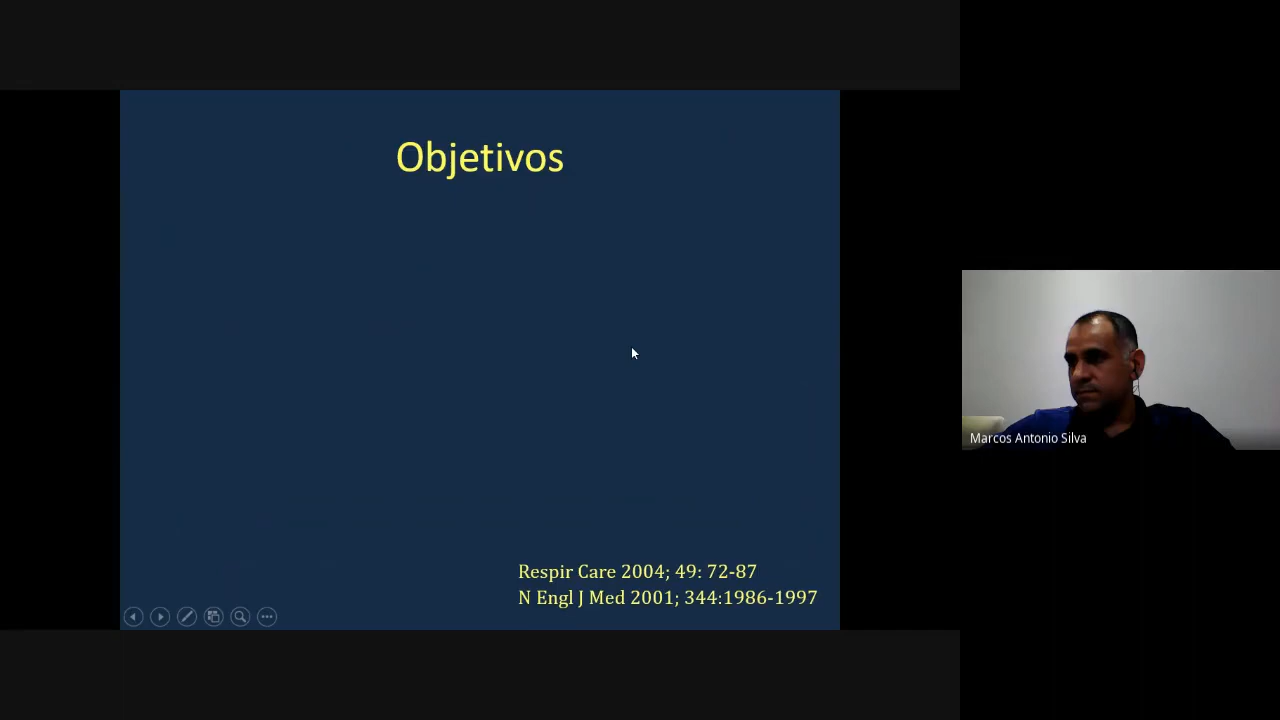 Objetivos
Respir Care 2004; 49: 72-87
N Engl J Med 2001; 344:1986-1997
Marcos Antonio Silva